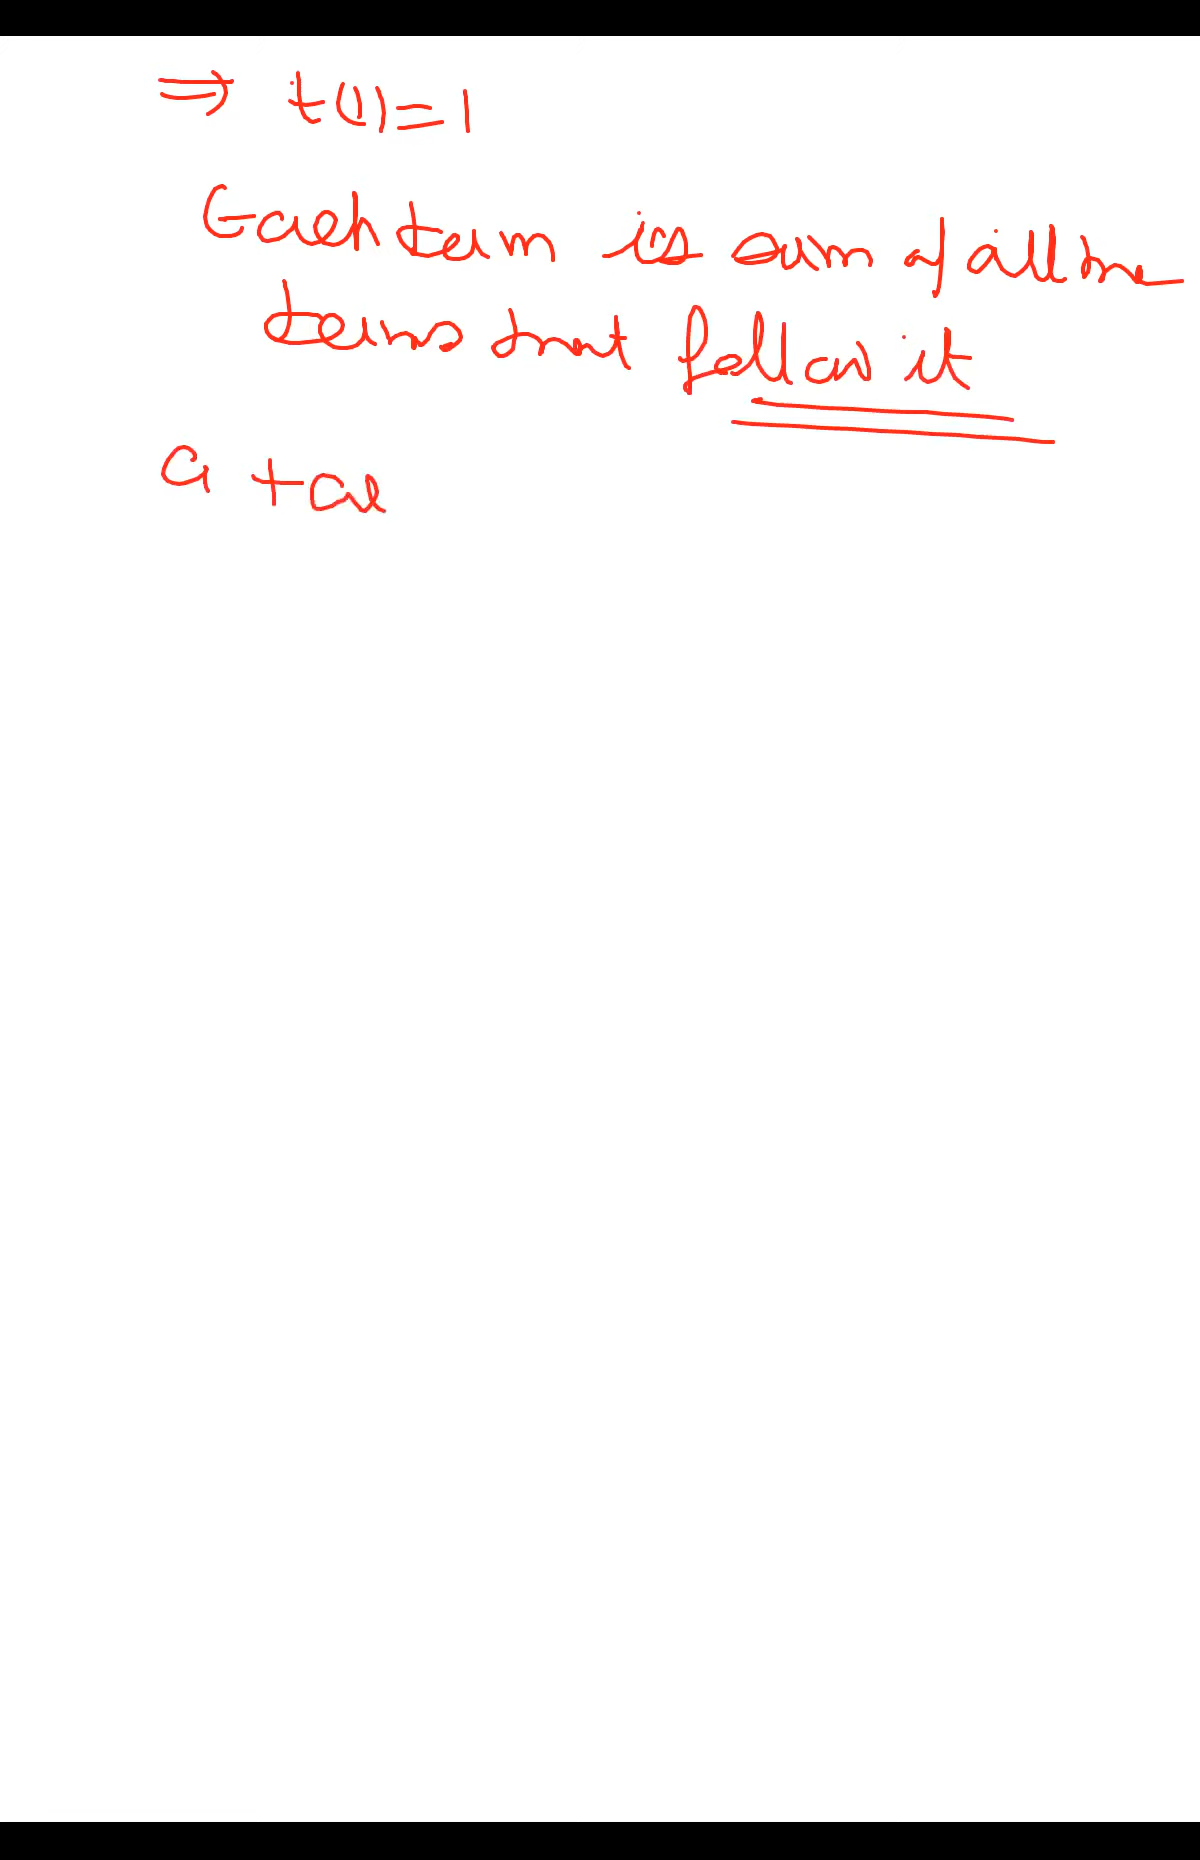 ⇒ t(1)=1
Each term is sum of all the
terms that follow it
a + ar